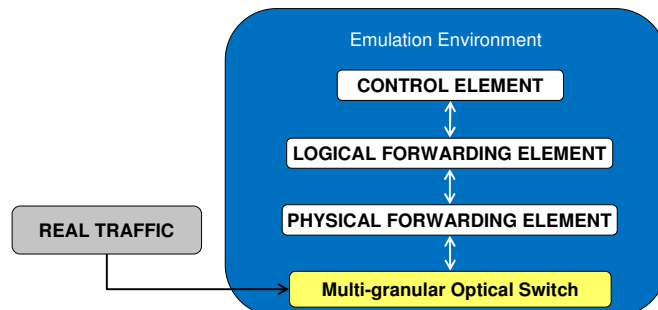 Emulation Environment
CONTROL ELEMENT
LOGICAL FORWARDING ELEMENT
PHYSICAL FORWARDING ELEMENT
REAL TRAFFIC
Multi-granular Optical Switch